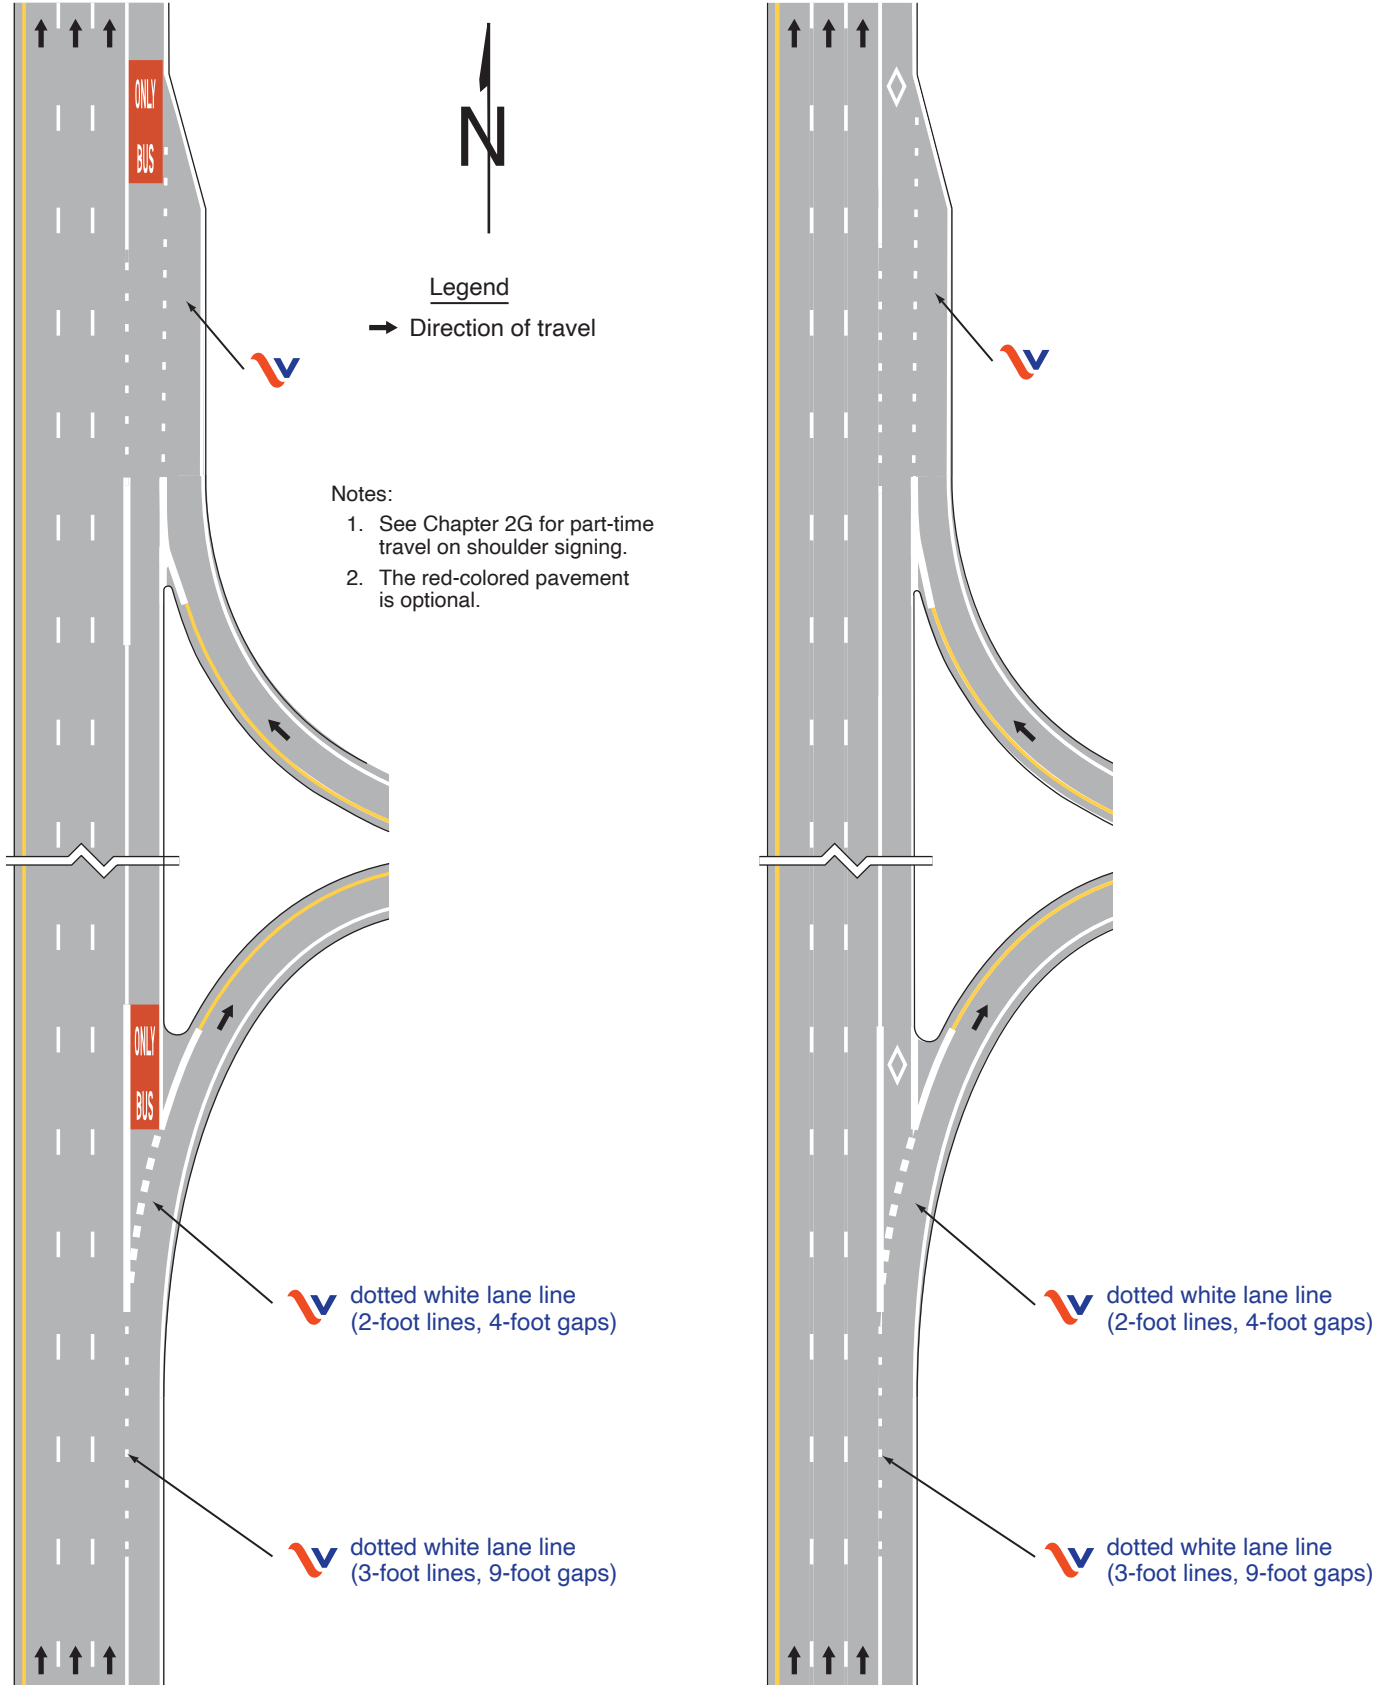 ONLY
BUS
N
Legend
Direction of travel
Notes:
1. See Chapter 2G for part-time
travel on shoulder signing.
2. The red-colored pavement
is optional.
ONLY
BUS
dotted white lane line
(2-foot lines, 4-foot gaps)
dotted white lane line
(2-foot lines, 4-foot gaps)
dotted white lane line
(3-foot lines, 9-foot gaps)
dotted white lane line
(3-foot lines, 9-foot gaps)